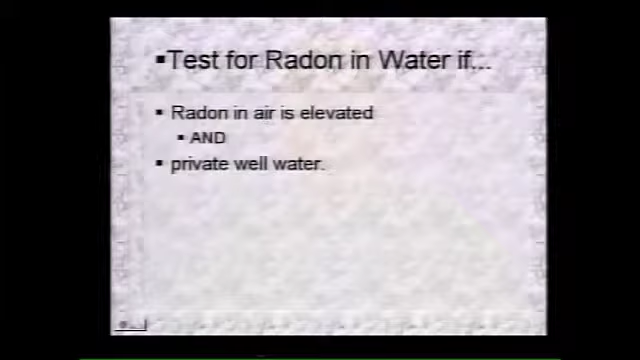 ▪Test for Radon in Water if...
▪ Radon in air is elevated
▪ AND
▪ private well water.